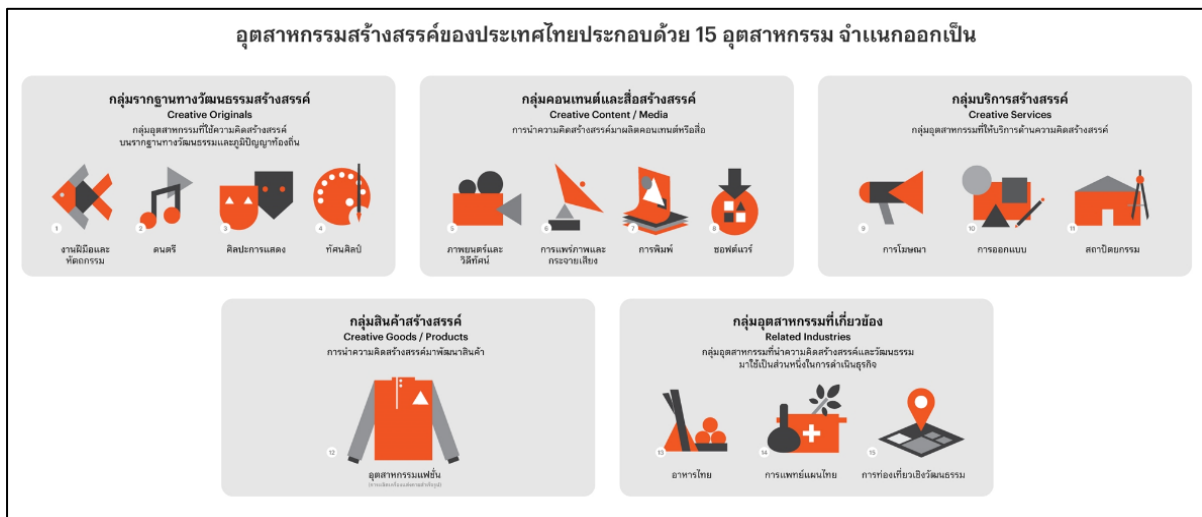 อุตสาหกรรมสร้างสรรค์ของประเทศไทยประกอบด้วย 15 อุตสาหกรรม จำแนกออกเป็น
กลุ่มรากฐานทางวัฒนธรรมสร้างสรรค์
Creative Originals
กลุ่มอุตสาหกรรมที่ใช้ความคิดสร้างสรรค์
บนรากฐานทางวัฒนธรรมและภูมิปัญญาท้องถิ่น
1
งานฝีมือและ
หัตถกรรม
2
ดนตรี
3
ศิลปะการแสดง
4
ทัศนศิลป์
กลุ่มคอนเทนต์และสื่อสร้างสรรค์
Creative Content / Media
การนำความคิดสร้างสรรค์มาผลิตคอนเทนต์หรือสื่อ
5
ภาพยนตร์และ
วิดีทัศน์
6
การแพร่ภาพและ
กระจายเสียง
7
การพิมพ์
8
ซอฟต์แวร์
กลุ่มบริการสร้างสรรค์
Creative Services
กลุ่มอุตสาหกรรมที่ให้บริการด้านความคิดสร้างสรรค์
9
การโฆษณา
10
การออกแบบ
11
สถาปัตยกรรม
กลุ่มสินค้าสร้างสรรค์
Creative Goods / Products
การนำความคิดสร้างสรรค์มาพัฒนาสินค้า
12
อุตสาหกรรมแฟชั่น
กลุ่มอุตสาหกรรมที่เกี่ยวข้อง
Related Industries
กลุ่มอุตสาหกรรมที่นำความคิดสร้างสรรค์และวัฒนธรรม
มาใช้เป็นส่วนหนึ่งในการดำเนินธุรกิจ
13
อาหารไทย
14
การแพทย์แผนไทย
15
การท่องเที่ยวเชิงวัฒนธรรม